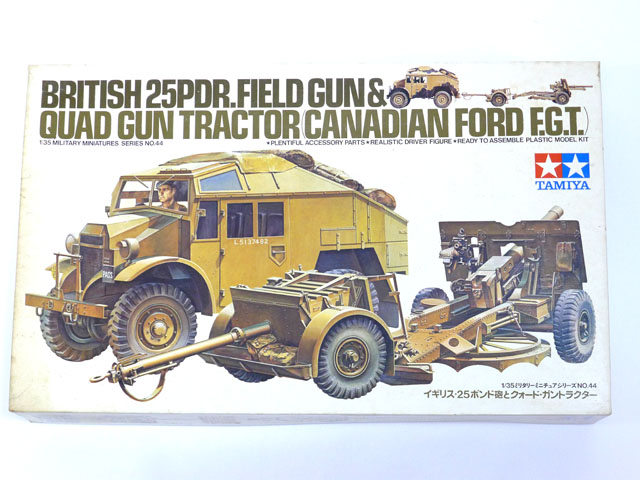 BRITISH 25PDR.FIELD GUN &
QUAD GUN TRACTOR (CANADIAN FORD F.G.T.)
1:35 MILITARY MINIATURES SERIES NO.44
★PLENTIFUL ACCESSORY PARTS ★REALISTIC DRIVER FIGURE ★READY TO ASSEMBLE PLASTIC MODEL KIT
TAMIYA
L5137482
1/35ミリタリーミニチュアシリーズNO.44
イギリス・25ポンド砲とクォード・ガントラクター